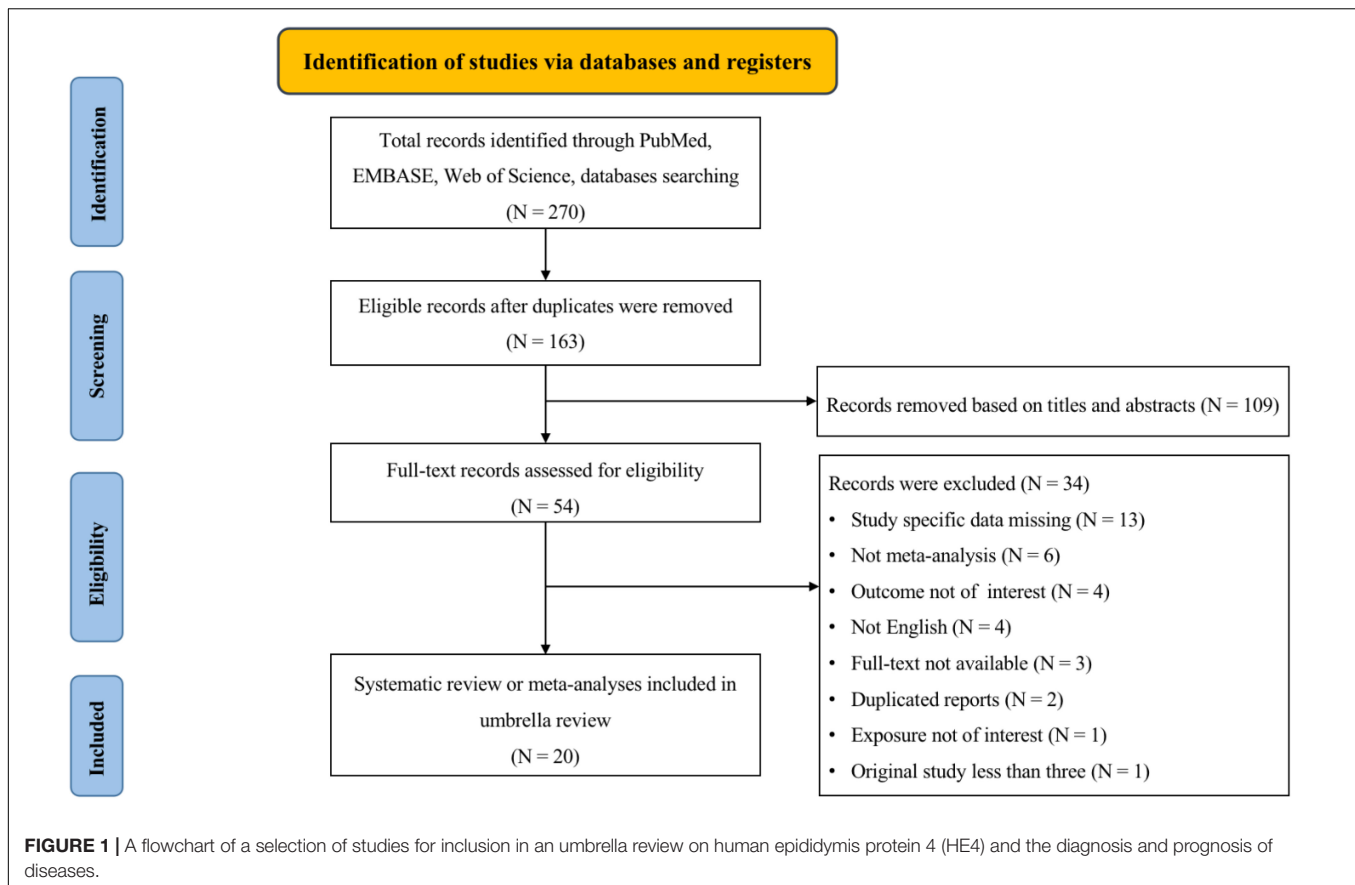 Identification of studies via databases and registers
Identification
Total records identified through PubMed,
EMBASE, Web of Science, databases searching
(N = 270)
Screening
Eligible records after duplicates were removed
(N = 163)
Records removed based on titles and abstracts (N = 109)
Eligibility
Full-text records assessed for eligibility
(N = 54)
Records were excluded (N = 34)
• Study specific data missing (N = 13)
• Not meta-analysis (N = 6)
• Outcome not of interest (N = 4)
• Not English (N = 4)
• Full-text not available (N = 3)
• Duplicated reports (N = 2)
• Exposure not of interest (N = 1)
• Original study less than three (N = 1)
Included
Systematic review or meta-analyses included in
umbrella review
(N = 20)
FIGURE 1 | A flowchart of a selection of studies for inclusion in an umbrella review on human epididymis protein 4 (HE4) and the diagnosis and prognosis of
diseases.